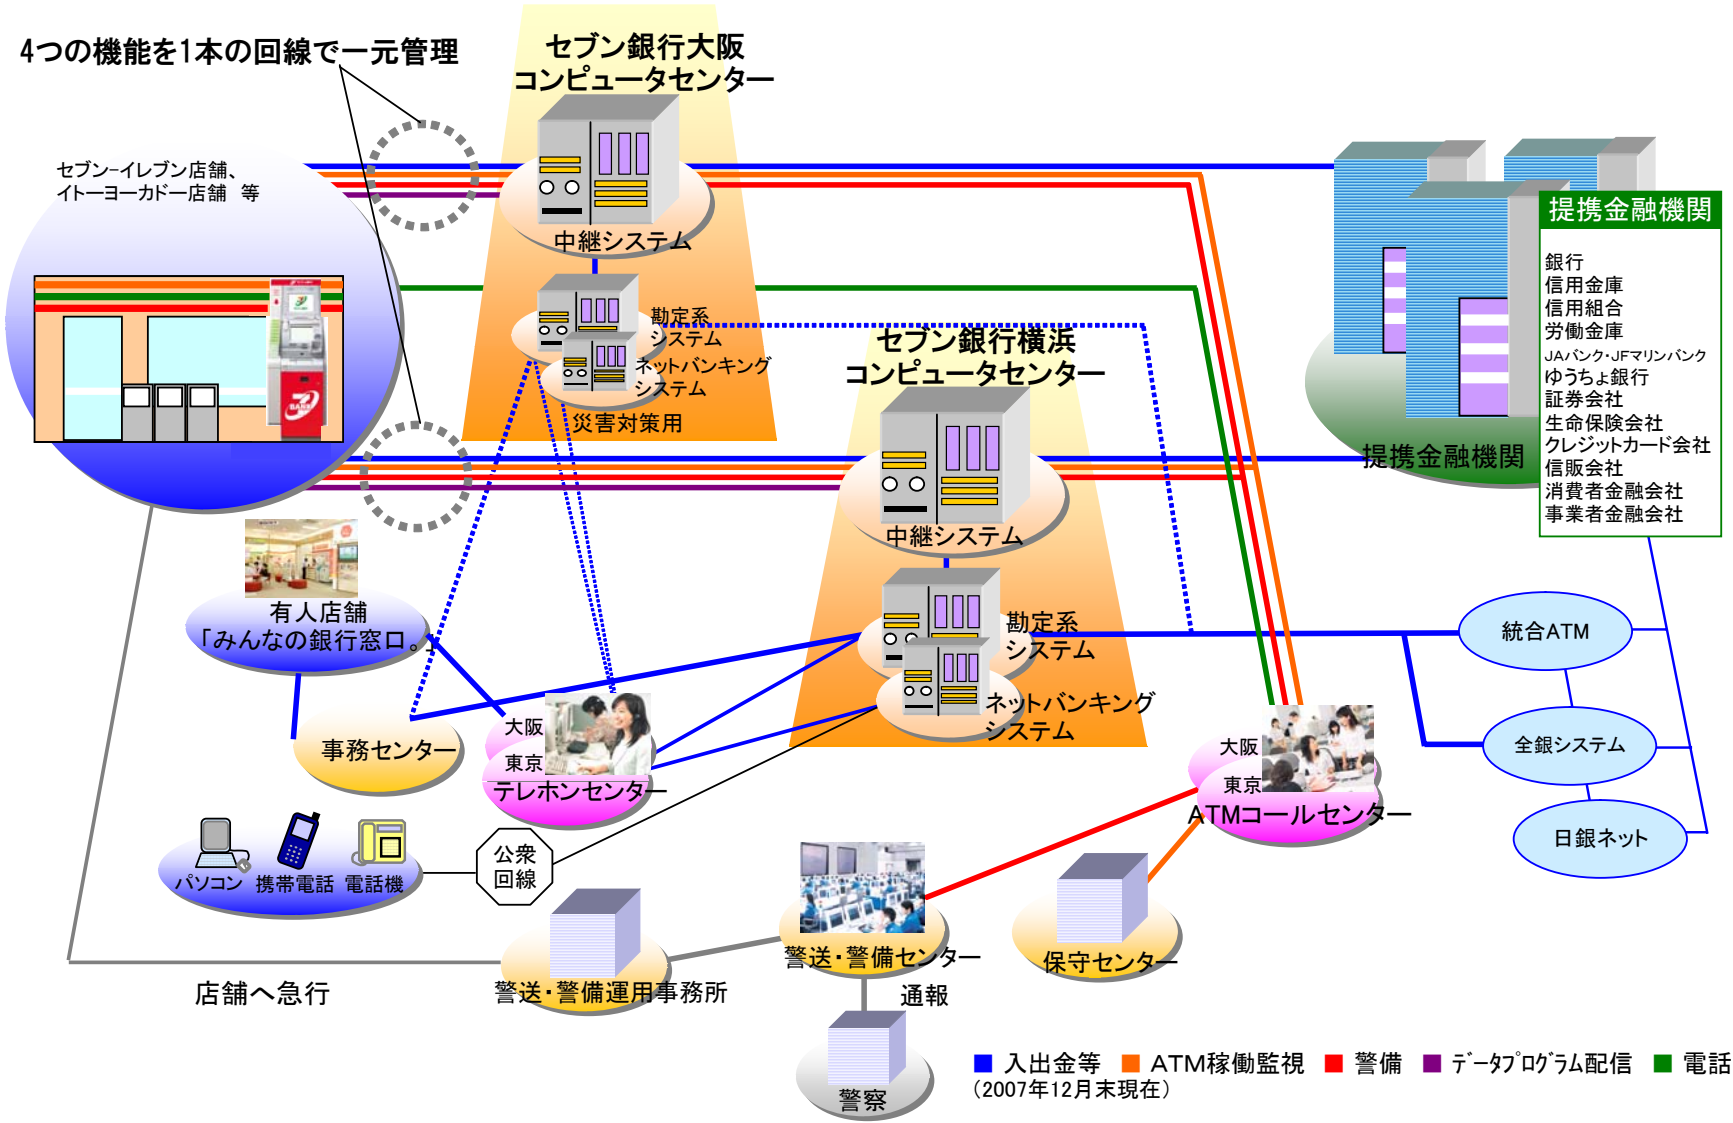 4つの機能を1本の回線で一元管理
セブン銀行大阪
コンピュータセンター
セブン-イレブン店舗、
イトーヨーカドー店舗 等
中継システム
勘定系
システム
ネットバンキング
システム
災害対策用
セブン銀行横浜
コンピュータセンター
中継システム
勘定系
システム
ネットバンキング
システム
提携金融機関
提携金融機関
銀行
信用金庫
信用組合
労働金庫
JAバンク・JFマリンバンク
ゆうちょ銀行
証券会社
生命保険会社
クレジットカード会社
信販会社
消費者金融会社
事業者金融会社
有人店舗
「みんなの銀行窓口。」
事務センター
大阪
東京
テレホンセンター
パソコン
携帯電話
電話機
公衆
回線
大阪
東京
ATMコールセンター
統合ATM
全銀システム
日銀ネット
店舗へ急行
警送・警備運用事務所
警送・警備センター
通報
警察
保守センター
入出金等
ATM稼働監視
警備
データプログラム配信
電話
(2007年12月末現在)